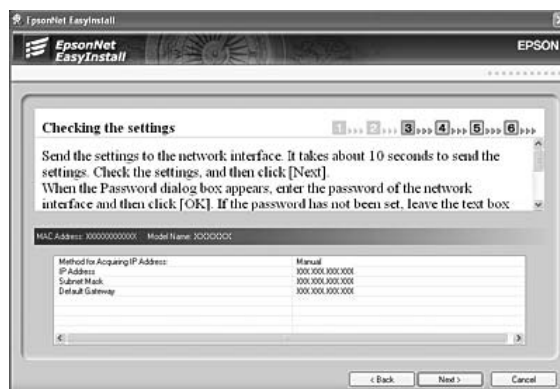 EpsonNet EasyInstall
EpsonNet
EasyInstall
EPSON
Checking the settings
1 2 3 4 5 6
Send the settings to the network interface. It takes about 10 seconds to send the
settings. Check the settings, and then click [Next].
When the Password dialog box appears, enter the password of the network
interface and then click [OK]. If the password has not been set, leave the text box
MAC Address: XXXXXXXXXXXX Model Name: XXXXXXX
Method for Acquiring IP Address: Manual
IP Address XXX.XXX.XXX.XXX
Subnet Mask XXX.XXX.XXX.XXX
Default Gateway XXX.XXX.XXX.XXX
< Back Next > Cancel